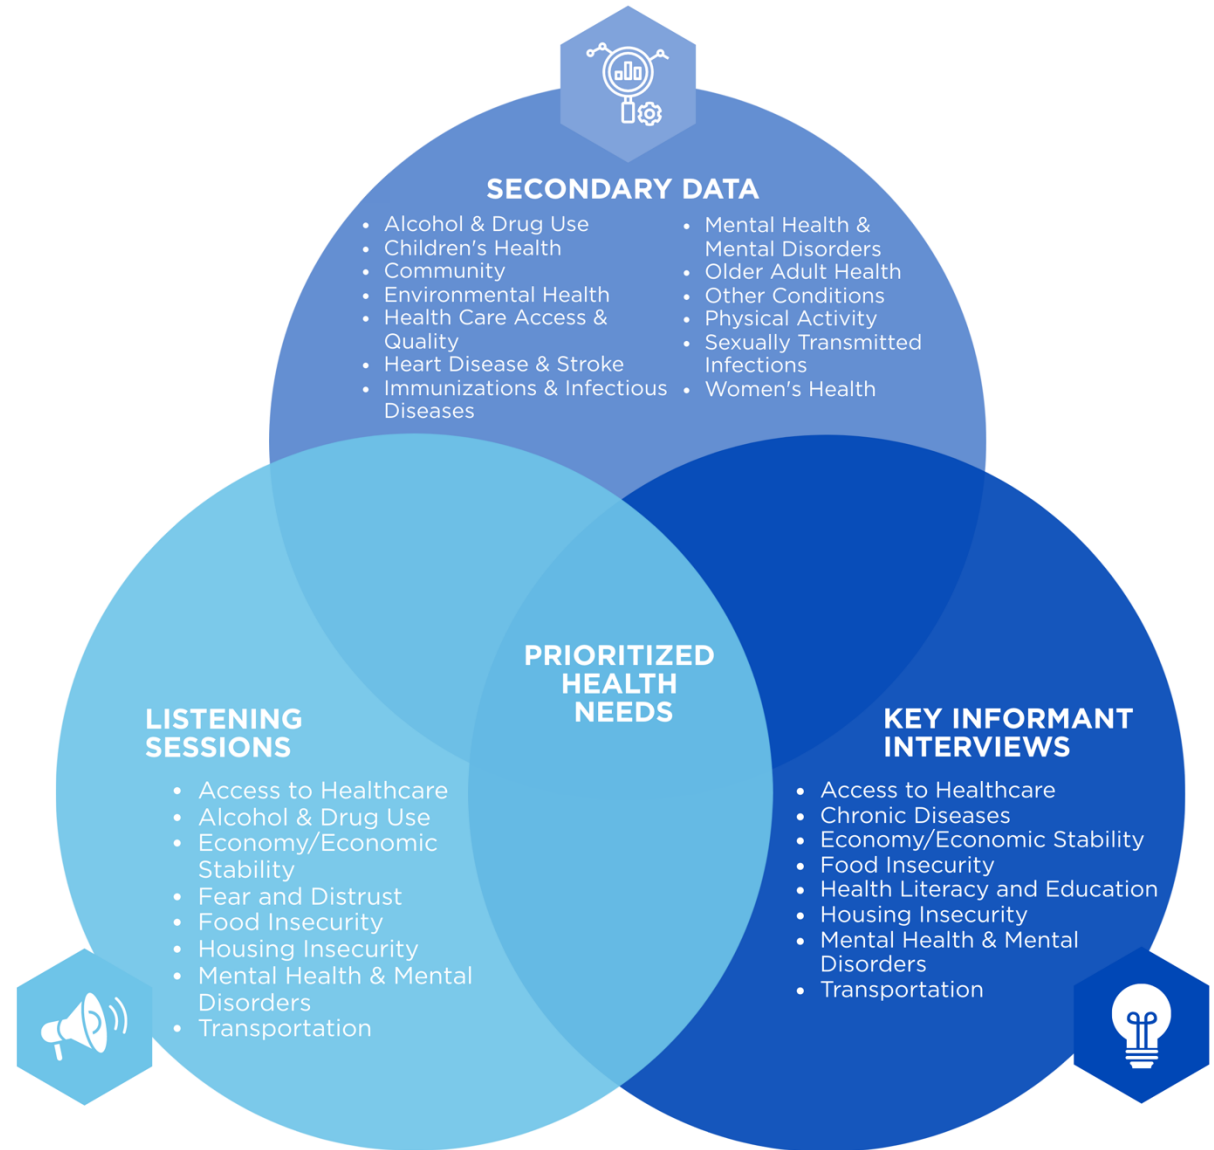 SECONDARY DATA
• Alcohol & Drug Use
• Children's Health
• Community
• Environmental Health
• Health Care Access &
Quality
• Heart Disease & Stroke
• Immunizations & Infectious
Diseases
• Mental Health &
Mental Disorders
• Older Adult Health
• Other Conditions
• Physical Activity
• Sexually Transmitted
Infections
• Women's Health
PRIORITIZED
HEALTH
NEEDS
LISTENING
SESSIONS
• Access to Healthcare
• Alcohol & Drug Use
• Economy/Economic
Stability
• Fear and Distrust
• Food Insecurity
• Housing Insecurity
• Mental Health & Mental
Disorders
• Transportation
KEY INFORMANT
INTERVIEWS
• Access to Healthcare
• Chronic Diseases
• Economy/Economic Stability
• Food Insecurity
• Health Literacy and Education
• Housing Insecurity
• Mental Health & Mental
Disorders
• Transportation